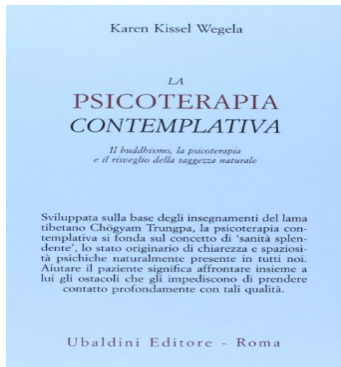 Karen Kissel Wegela
LA
PSICOTERAPIA
CONTEMPLATIVA
Il buddhismo, la psicoterapia
e il risveglio della saggezza naturale
Sviluppata sulla base degli insegnamenti del lama
tibetano Chögyam Trungpa, la psicoterapia con-
templativa si fonda sul concetto di ‘sanità splen-
dente’, lo stato originario di chiarezza e spaziosi-
tà psichiche naturalmente presente in tutti noi.
Aiutare il paziente significa affrontare insieme a
lui gli ostacoli che gli impediscono di prendere
contatto profondamente con tali qualità.
Ubaldini Editore - Roma